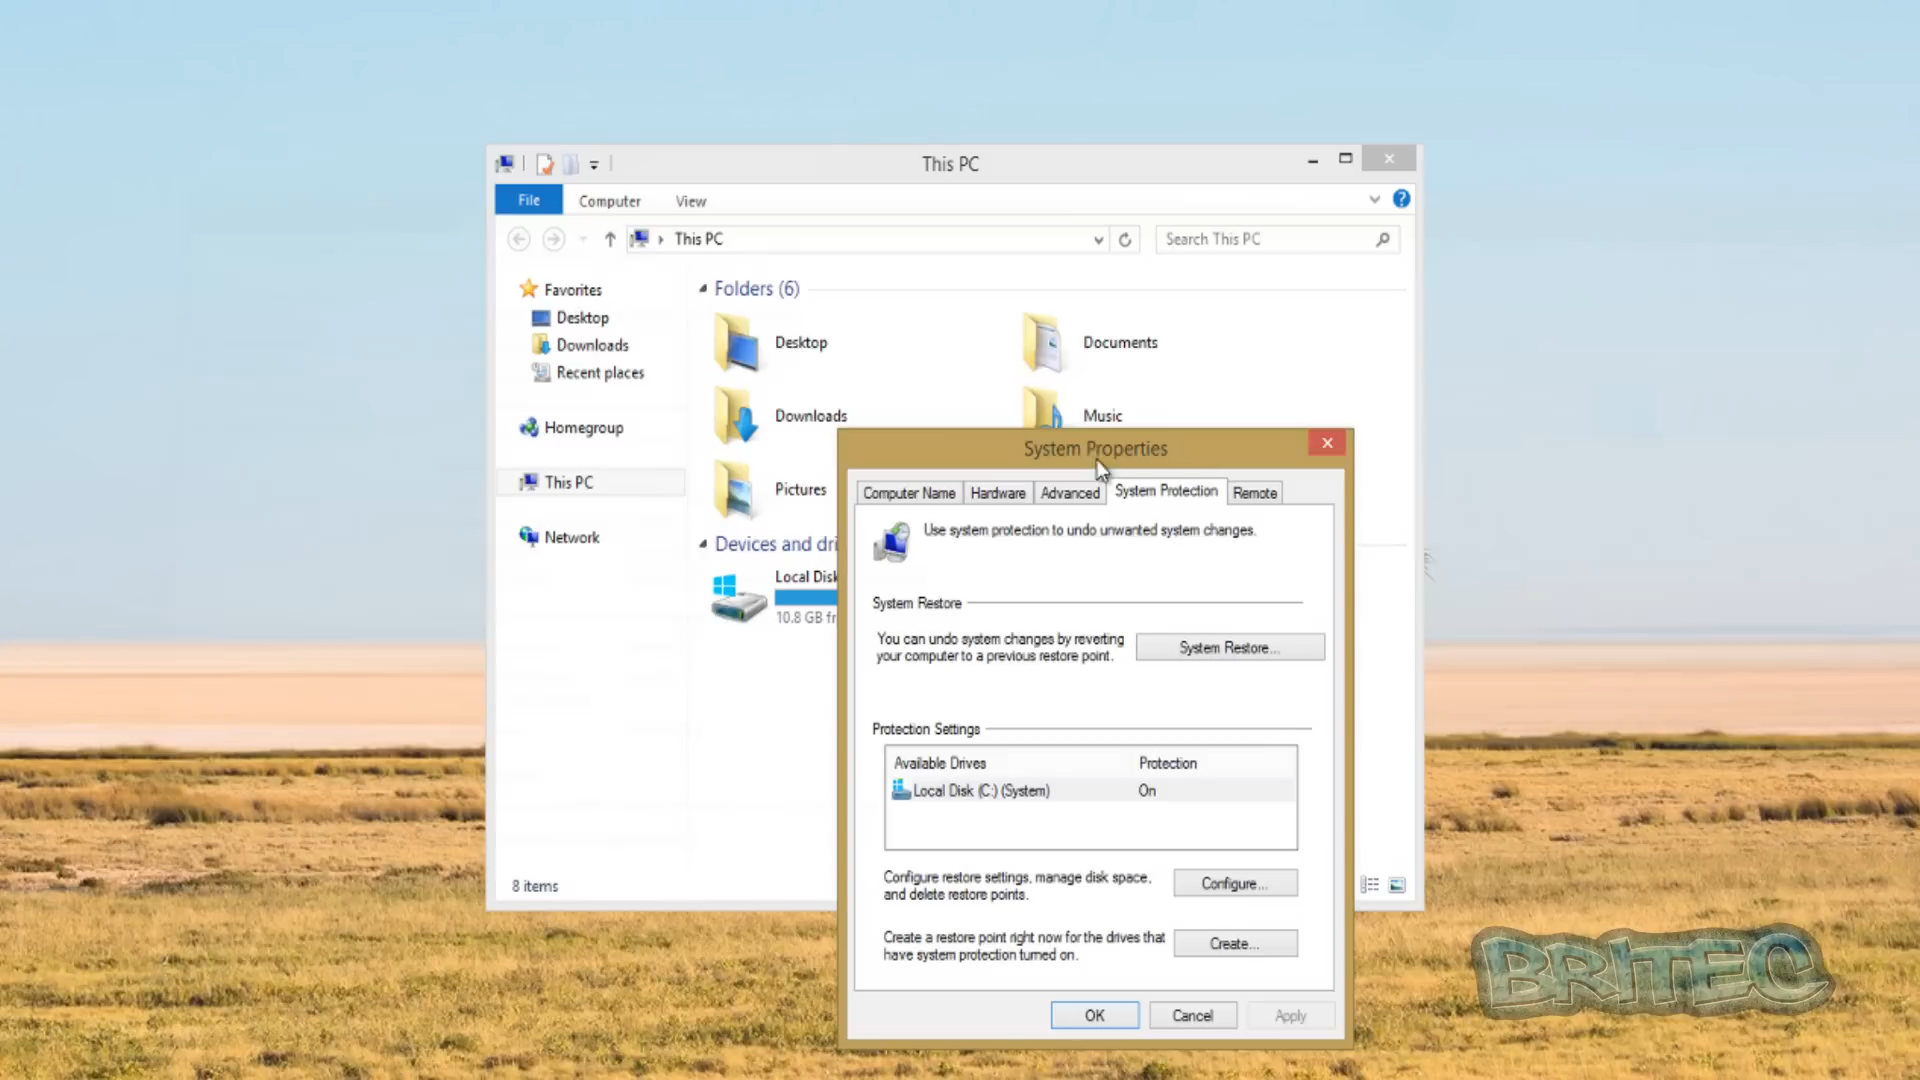 This PC
File
Computer
View
This PC
Search This PC
Favorites
Desktop
Downloads
Recent places
Homegroup
This PC
Network
Folders (6)
Desktop
Documents
Downloads
Music
Pictures
Devices and dri
Local Disk
10.8 GB fr
8 items
System Properties
Computer Name
Hardware
Advanced
System Protection
Remote
Use system protection to undo unwanted system changes.
System Restore
You can undo system changes by reverting
your computer to a previous restore point.
System Restore...
Protection Settings
Available Drives
Protection
Local Disk (C:) (System)
On
Configure restore settings, manage disk space,
and delete restore points.
Configure...
Create a restore point right now for the drives that
have system protection turned on.
Create...
OK
Cancel
Apply
BRITEC